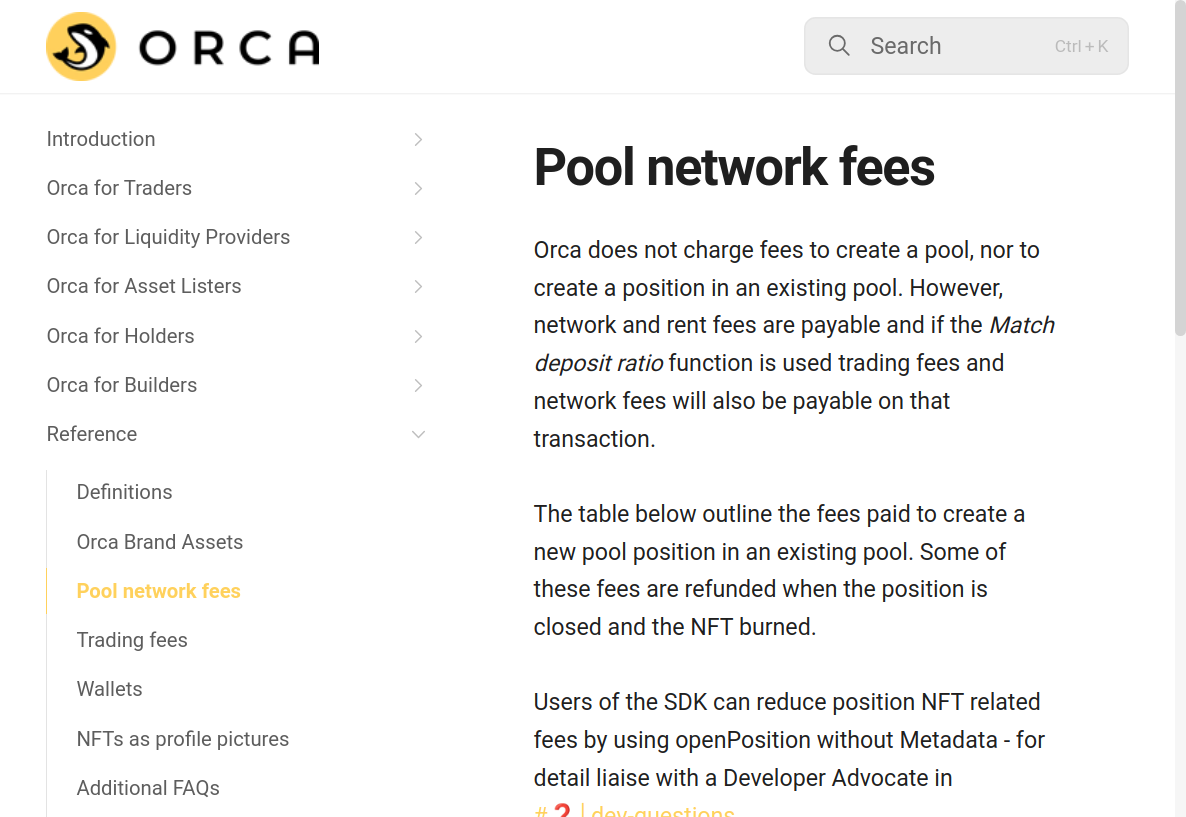 ORCA
Search
Ctrl + K
Introduction
Orca for Traders
Orca for Liquidity Providers
Orca for Asset Listers
Orca for Holders
Orca for Builders
Reference
Definitions
Orca Brand Assets
Pool network fees
Trading fees
Wallets
NFTs as profile pictures
Additional FAQs
Pool network fees
Orca does not charge fees to create a pool, nor to
create a position in an existing pool. However,
network and rent fees are payable and if the Match
deposit ratio function is used trading fees and
network fees will also be payable on that
transaction.
The table below outline the fees paid to create a
new pool position in an existing pool. Some of
these fees are refunded when the position is
closed and the NFT burned.
Users of the SDK can reduce position NFT related
fees by using openPosition without Metadata - for
detail liaise with a Developer Advocate in
#❓ | dev-questions